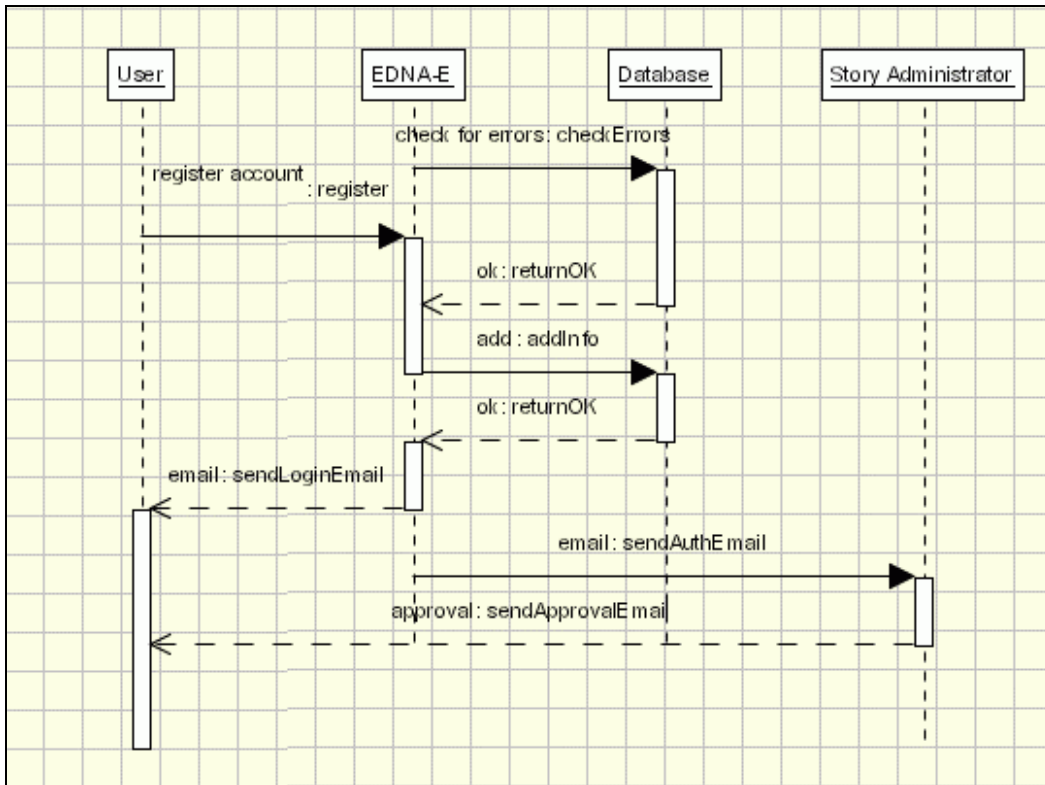 User
EDNA-E
Database
Story Administrator
check for errors: checkErrors
register account
: register
ok: returnOK
add : addInfo
ok: returnOK
email: sendLoginEmail
email: sendAuthEmail
approval: sendApprovalEmail